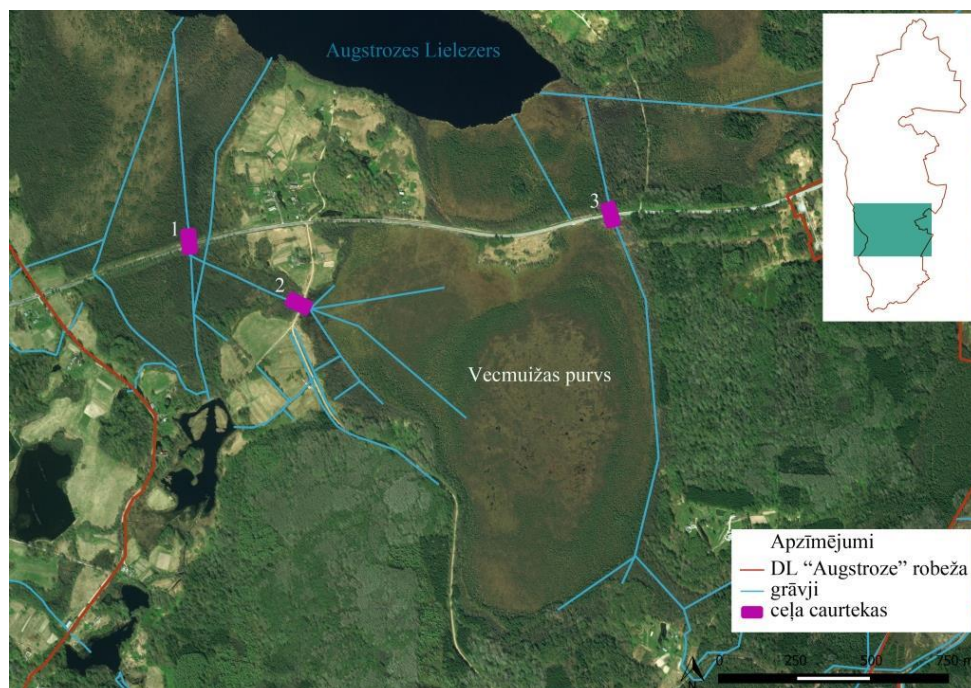 Augstrozes Lielezers
1
2
3
Vecmuižas purvs
Apzīmējumi
DL “Augstroze” robeža
grāvji
ceļa caurtekas
0 250 500 750 m
N